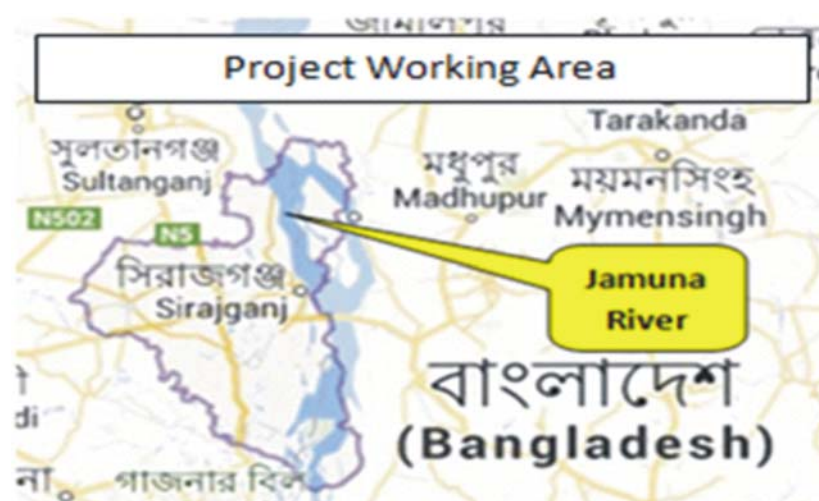 Project Working Area
Tarakanda
সুলতানগঞ্জ
Sultanganj
মধুপুর
Madhupur
ময়মনসিংহ
Mymensingh
N502
N5
সিরাজগঞ্জ
Sirajganj
Jamuna
River
বাংলাদেশ
(Bangladesh)
গাজনার বিল